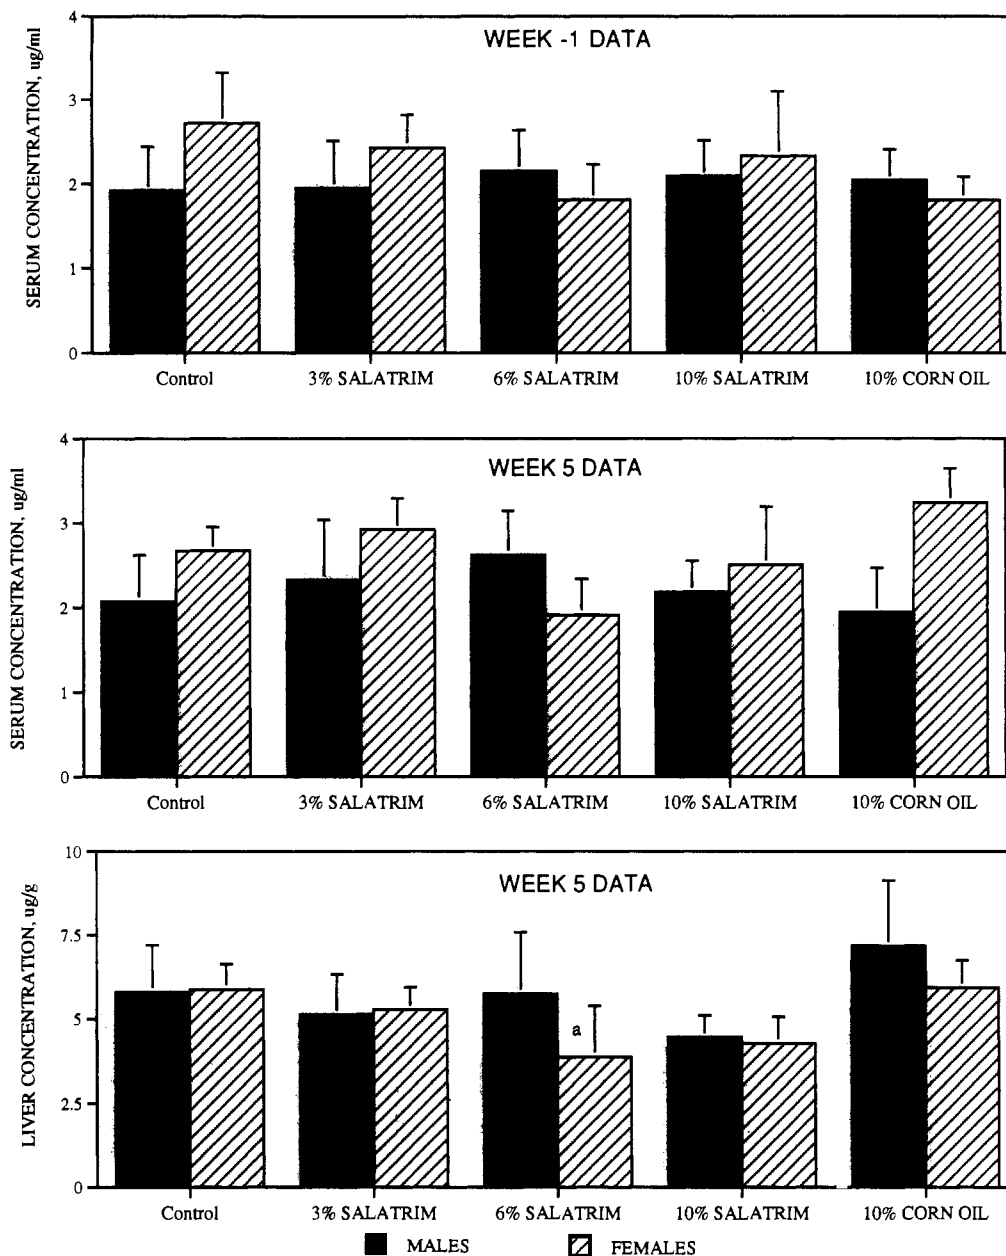 WEEK -1 DATA
SERUM CONCENTRATION, ug/ml
4
3
2
1
0
Control 3% SALATRIM 6% SALATRIM 10% SALATRIM 10% CORN OIL
WEEK 5 DATA
SERUM CONCENTRATION, ug/ml
4
3
2
1
0
Control 3% SALATRIM 6% SALATRIM 10% SALATRIM 10% CORN OIL
WEEK 5 DATA
LIVER CONCENTRATION, ug/g
10
7.5
5
2.5
0
a
Control 3% SALATRIM 6% SALATRIM 10% SALATRIM 10% CORN OIL
MALES FEMALES